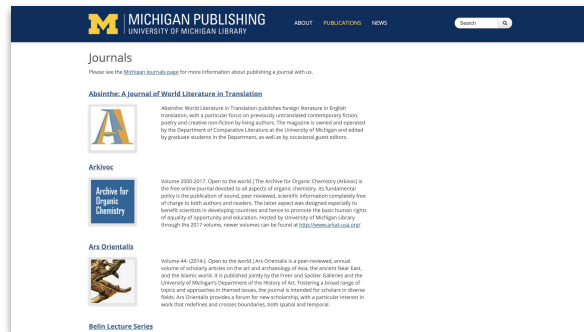 MICHIGAN PUBLISHING
UNIVERSITY OF MICHIGAN LIBRARY
ABOUT PUBLICATIONS NEWS
Search
Journals
Please see the Michigan Journals page for more information about publishing a journal with us.
Absinthe: A Journal of World Literature in Translation
Absinthe: World Literature in Translation publishes foreign literature in English
translation, with a particular focus on previously untranslated contemporary fiction,
poetry and creative non-fiction by living authors. The magazine is owned and operated
by the Department of Comparative Literature at the University of Michigan and edited
by graduate students in the Department, as well as by occasional guest editors.
Arkivoc
Archive for
Organic
Chemistry
Volume 2000-2017. Open to the world.|The Archive for Organic Chemistry (Arkivoc) is
the free online journal devoted to all aspects of organic chemistry. Its fundamental
policy is the publication of sound, peer-reviewed, scientific information completely free
of charge to both authors and readers. The latter aspect was designed especially to
benefit scientists in developing countries and hence to promote the basic human rights
of equality of opportunity and education. Hosted by University of Michigan Library
through the 2017 volume, newer volumes can be found at http://www.arkat-usa.org/
Ars Orientalis
Volume 44- (2014-). Open to the world.|Ars Orientalis is a peer-reviewed, annual
volume of scholarly articles on the art and archaeology of Asia, the ancient Near East,
and the Islamic world. It is published jointly by the Freer and Sackler Galleries and the
University of Michigan's Department of the History of Art. Fostering a broad range of
topics and approaches in themed issues, the journal is intended for scholars in diverse
fields. Ars Orientalis provides a forum for new scholarship, with a particular interest in
work that redefines and crosses boundaries, both spatial and temporal.
Belin Lecture Series